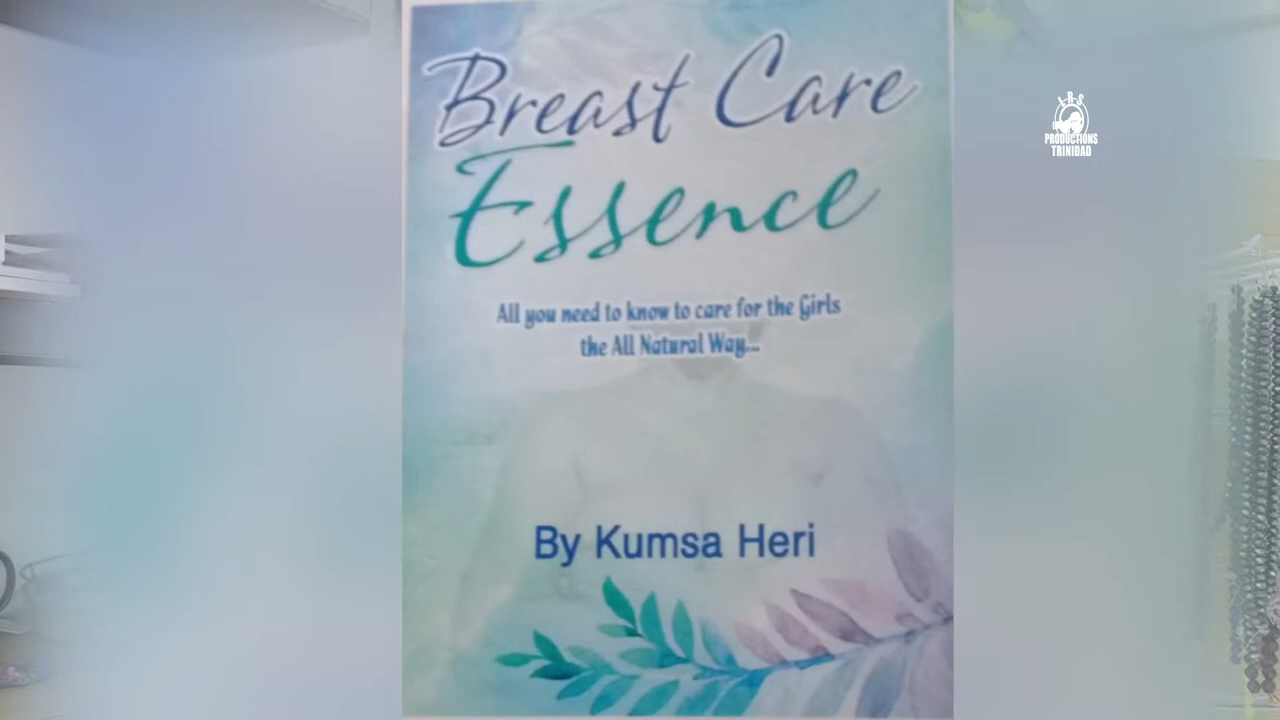 Breast Care
Essence
All you need to know to care for the Girls
the All Natural Way...
By Kumsa Heri
I-R-S
PRODUCTIONS
TRINIDAD